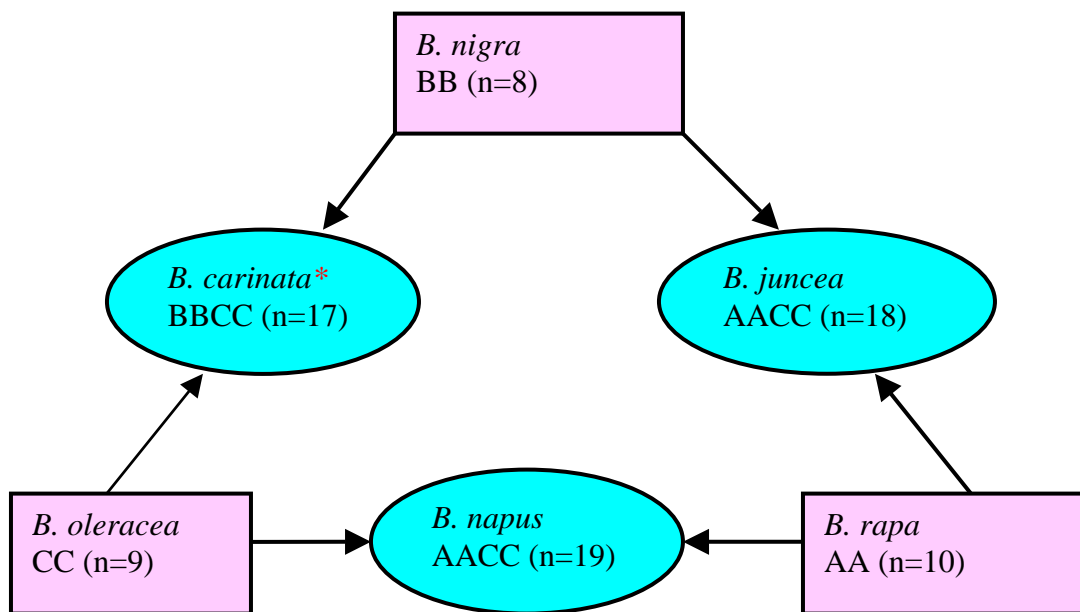 B. nigra
BB (n=8)
B. carinata*
BBCC (n=17)
B. juncea
AACC (n=18)
B. oleracea
CC (n=9)
B. napus
AACC (n=19)
B. rapa
AA (n=10)